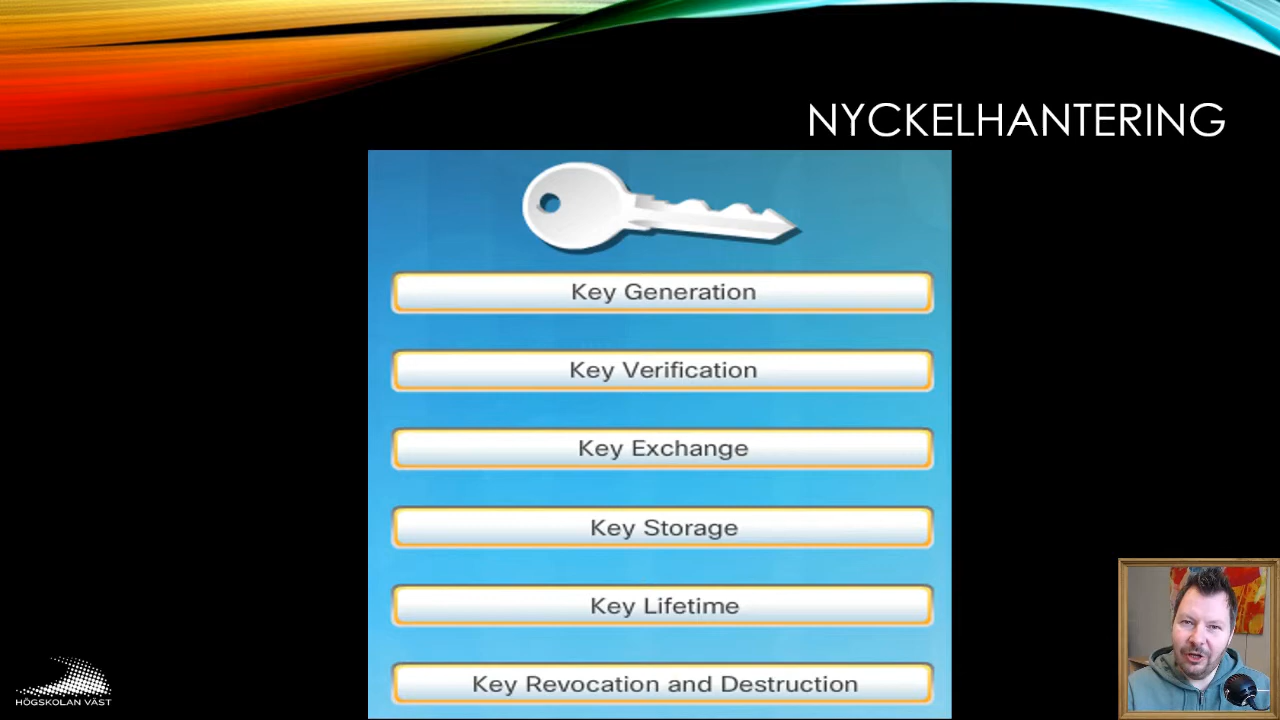 NYCKELHANTERING
Key Generation
Key Verification
Key Exchange
Key Storage
Key Lifetime
Key Revocation and Destruction
HÖGSKOLAN VÄST